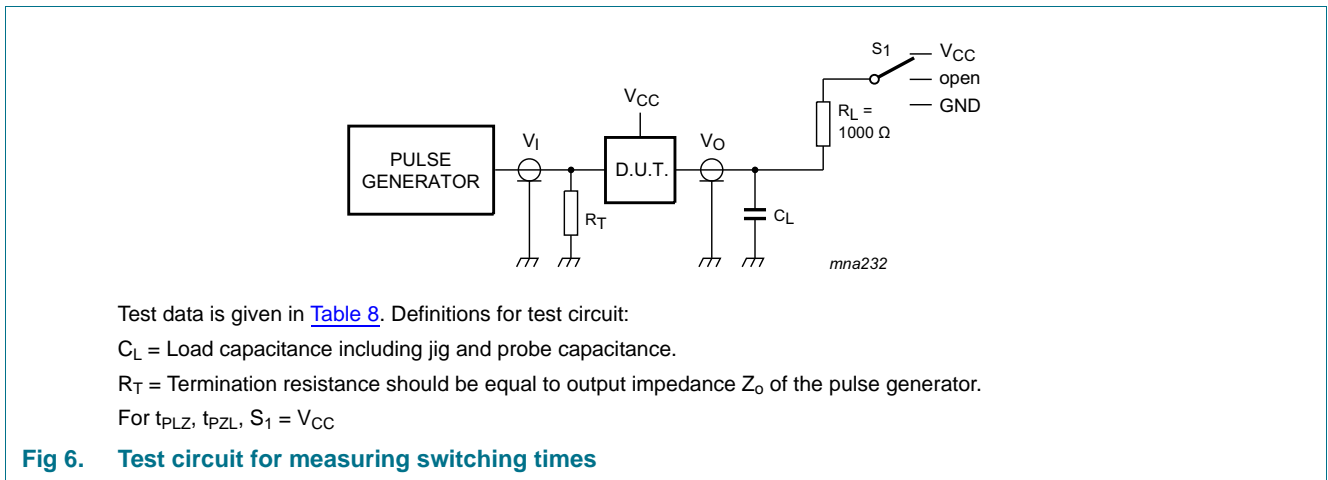 S1
VCC
open
GND
RL =
1000 Ω
VCC
PULSE
GENERATOR
VI
D.U.T.
VO
RT
CL
mna232
Test data is given in Table 8. Definitions for test circuit:
CL = Load capacitance including jig and probe capacitance.
RT = Termination resistance should be equal to output impedance Zo of the pulse generator.
For tPLZ, tPZL, S1 = VCC
Fig 6. Test circuit for measuring switching times